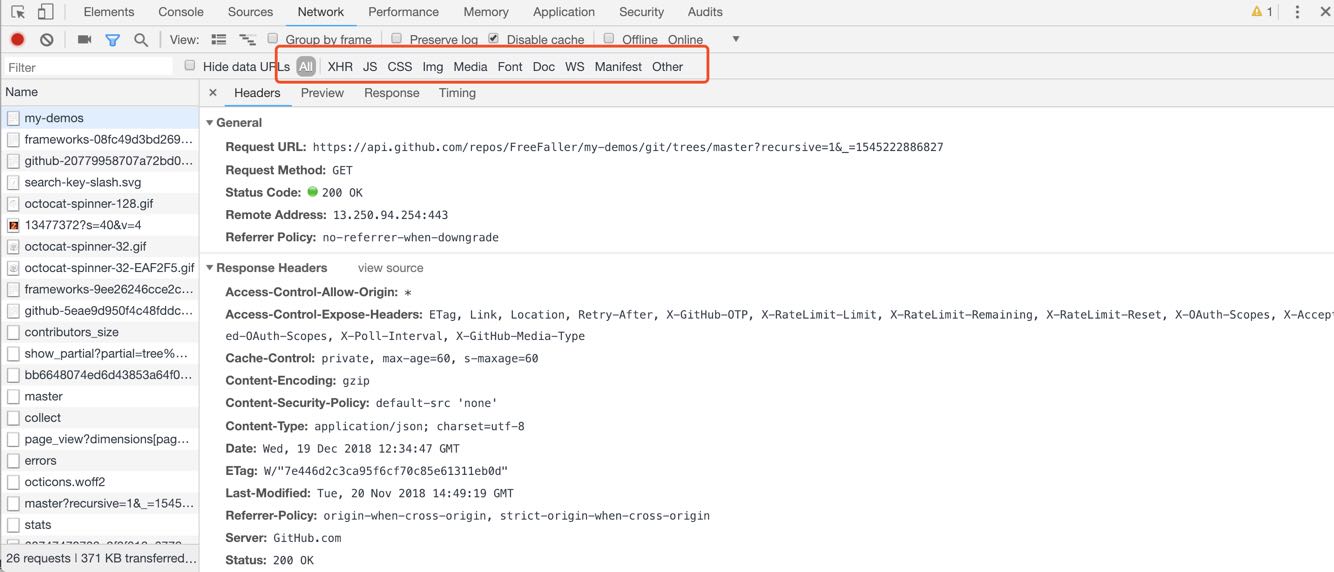 Elements Console Sources Network Performance Memory Application Security Audits 1
View: Group by frame Preserve log Disable cache Offline Online
Filter Hide data URLs All XHR JS CSS Img Media Font Doc WS Manifest Other
Name
my-demos
frameworks-08fc49d3bd269...
github-20779958707a72bd0...
search-key-slash.svg
octocat-spinner-128.gif
13477372?s=40&v=4
octocat-spinner-32.gif
octocat-spinner-32-EAF2F5.gif
frameworks-9ee26246cce2c...
github-5eae9d950f4c48fddc...
contributors_size
show_partial?partial=tree%...
bb6648074ed6d43853a64f0...
master
collect
page_view?dimensions[pag...
errors
octicons.woff2
master?recursive=1&_=1545...
stats
26 requests | 371 KB transferred...
Headers Preview Response Timing
General
Request URL: https://api.github.com/repos/FreeFaller/my-demos/git/trees/master?recursive=1&_=1545222886827
Request Method: GET
Status Code: 200 OK
Remote Address: 13.250.94.254:443
Referrer Policy: no-referrer-when-downgrade
Response Headers view source
Access-Control-Allow-Origin: *
Access-Control-Expose-Headers: ETag, Link, Location, Retry-After, X-GitHub-OTP, X-RateLimit-Limit, X-RateLimit-Remaining, X-RateLimit-Reset, X-OAuth-Scopes, X-Accept
ed-OAuth-Scopes, X-Poll-Interval, X-GitHub-Media-Type
Cache-Control: private, max-age=60, s-maxage=60
Content-Encoding: gzip
Content-Security-Policy: default-src 'none'
Content-Type: application/json; charset=utf-8
Date: Wed, 19 Dec 2018 12:34:47 GMT
ETag: W/"7e446d2c3ca95f6cf70c85e61311eb0d"
Last-Modified: Tue, 20 Nov 2018 14:49:19 GMT
Referrer-Policy: origin-when-cross-origin, strict-origin-when-cross-origin
Server: GitHub.com
Status: 200 OK